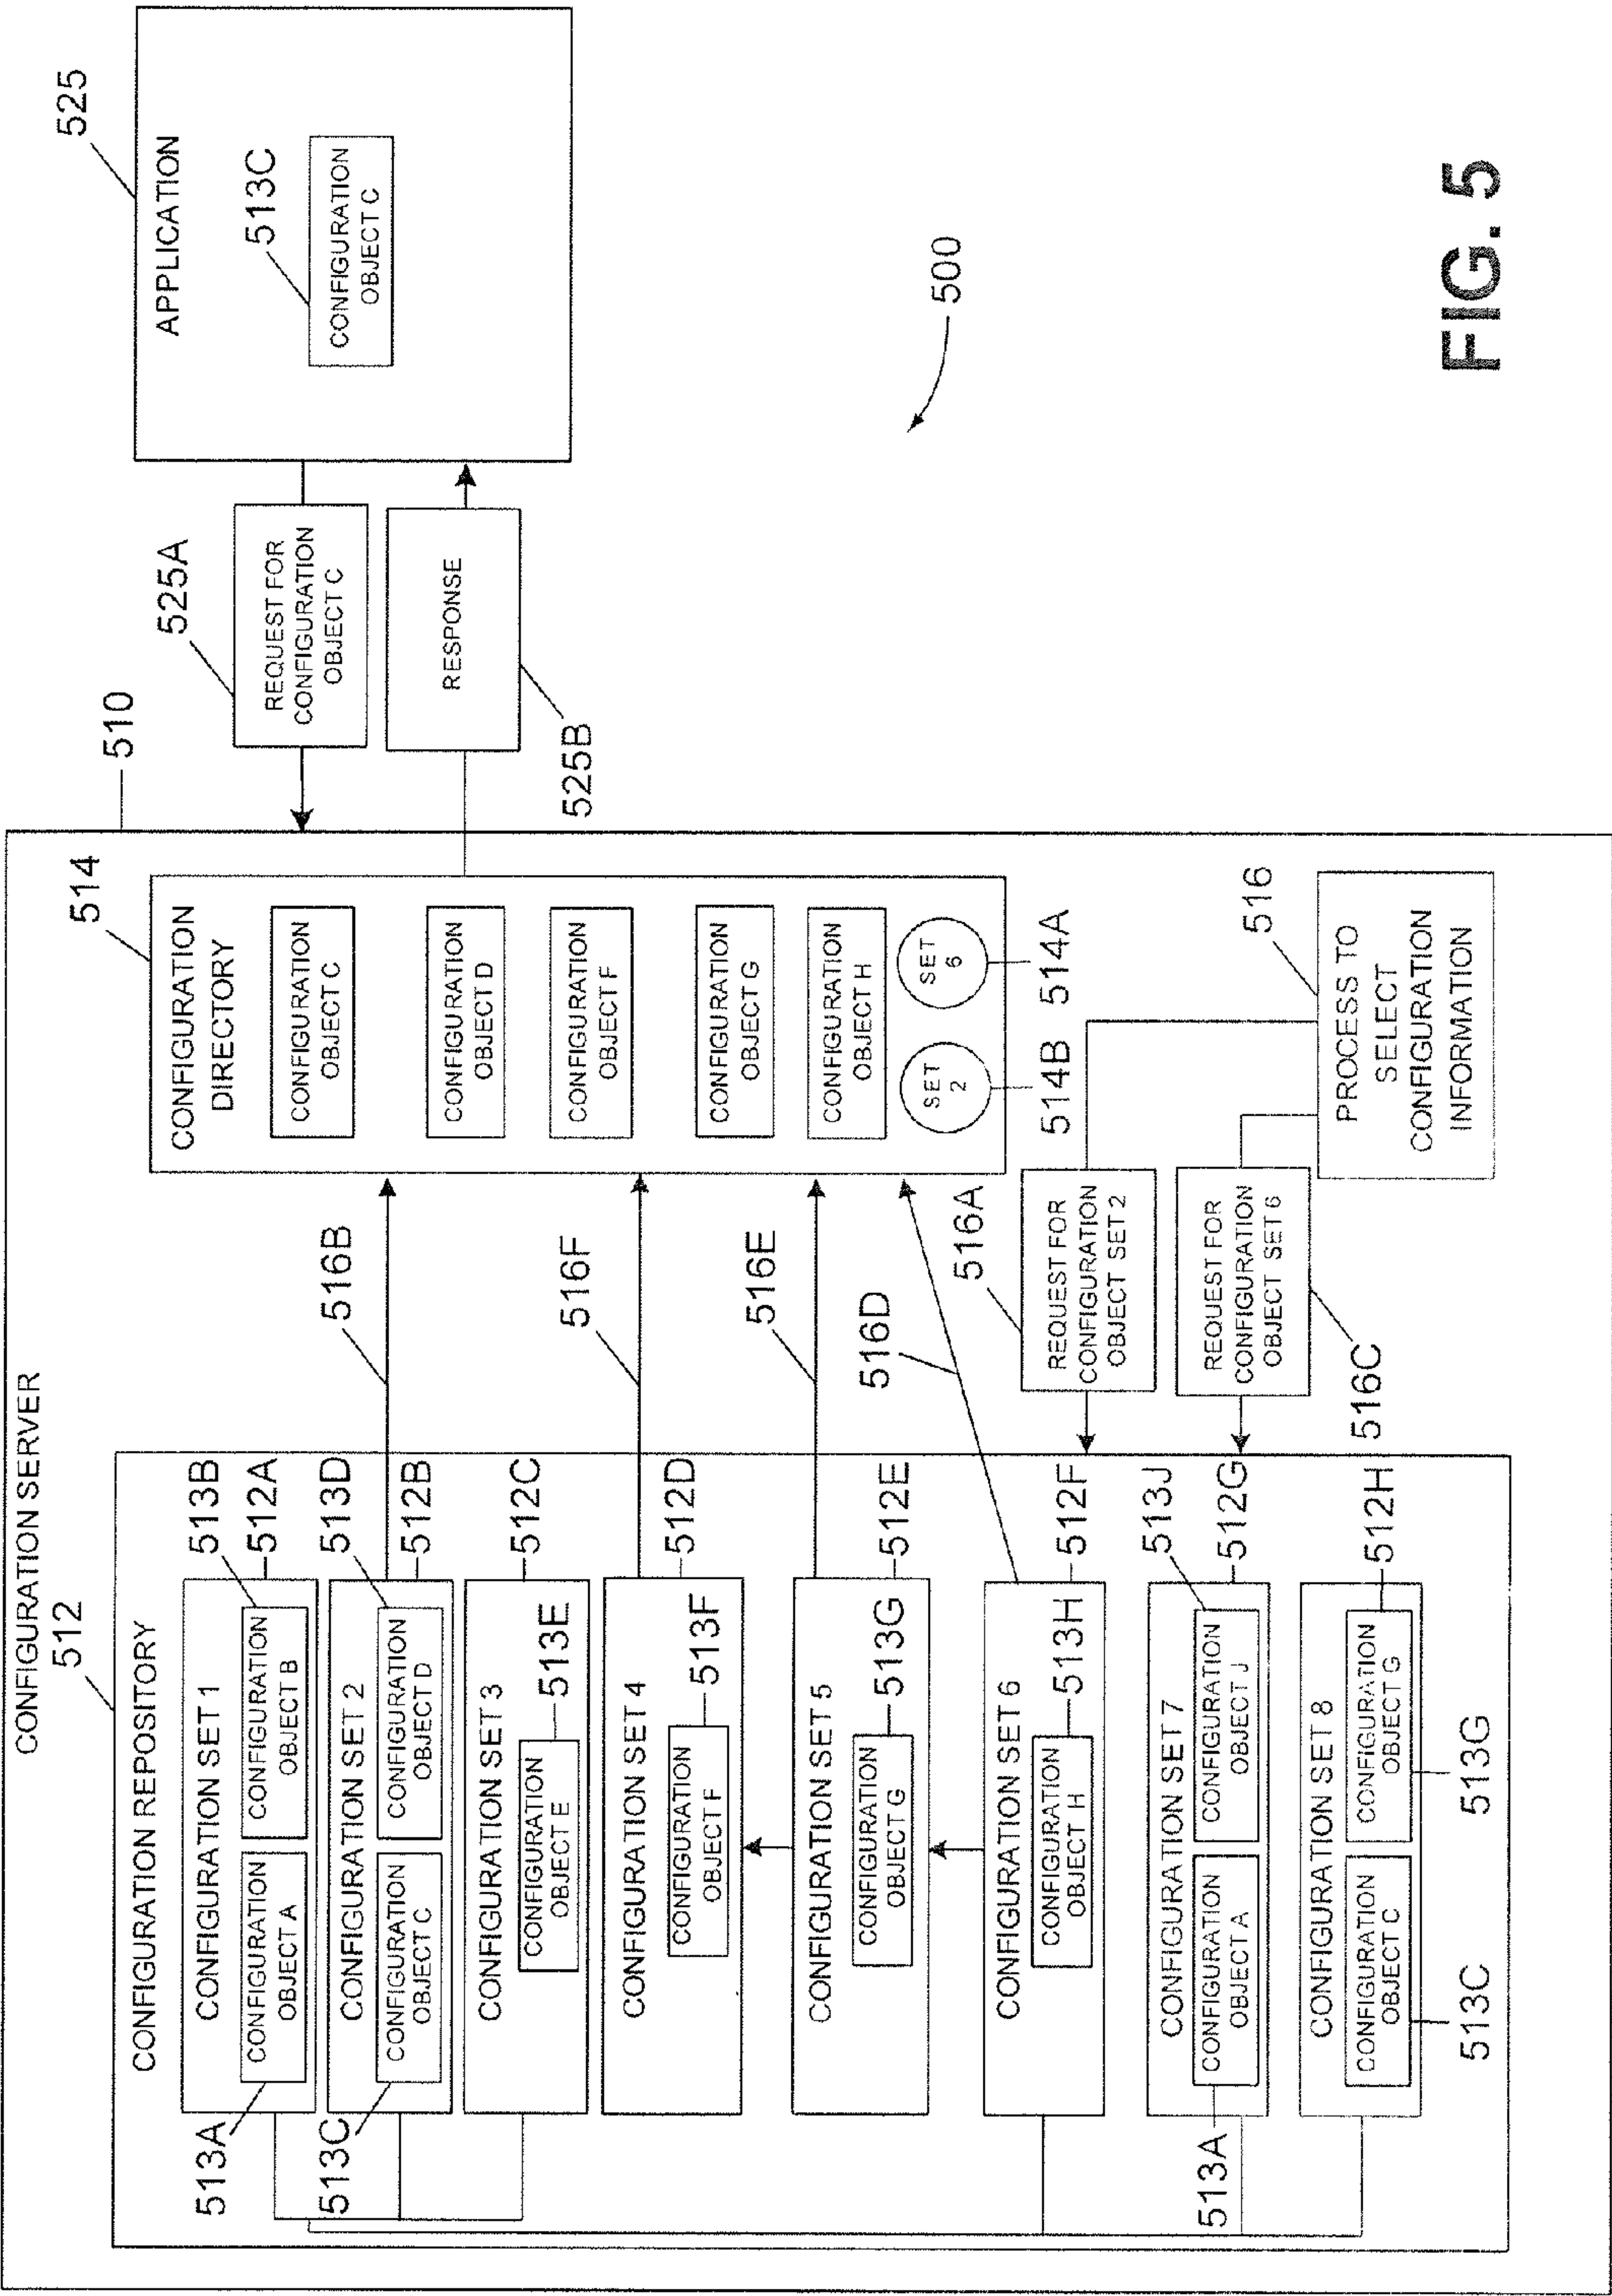 CONFIGURATION SERVER
510
512
CONFIGURATION REPOSITORY
CONFIGURATION SET 1
513B
512A
513A
CONFIGURATION
OBJECT A
CONFIGURATION
OBJECT B
CONFIGURATION SET 2
513D
512B
513C
CONFIGURATION
OBJECT C
CONFIGURATION
OBJECT D
CONFIGURATION SET 3
512C
CONFIGURATION
OBJECT E
513E
CONFIGURATION SET 4
512D
CONFIGURATION
OBJECT F
513F
CONFIGURATION SET 5
512E
CONFIGURATION
OBJECT G
513G
CONFIGURATION SET 6
512F
CONFIGURATION
OBJECT H
513H
CONFIGURATION SET 7
513J
512G
513A
CONFIGURATION
OBJECT A
CONFIGURATION
OBJECT J
CONFIGURATION SET 8
512H
CONFIGURATION
OBJECT C
CONFIGURATION
OBJECT G
513C
513G
516B
516F
516E
516D
516A
REQUEST FOR
CONFIGURATION
OBJECT SET 2
REQUEST FOR
CONFIGURATION
OBJECT SET 6
516C
514
CONFIGURATION
DIRECTORY
CONFIGURATION
OBJECT C
CONFIGURATION
OBJECT D
CONFIGURATION
OBJECT F
CONFIGURATION
OBJECT G
CONFIGURATION
OBJECT H
SET
2
SET
6
514B
514A
516
PROCESS TO
SELECT
CONFIGURATION
INFORMATION
525A
REQUEST FOR
CONFIGURATION
OBJECT C
RESPONSE
525B
525
APPLICATION
513C
CONFIGURATION
OBJECT C
500
FIG. 5